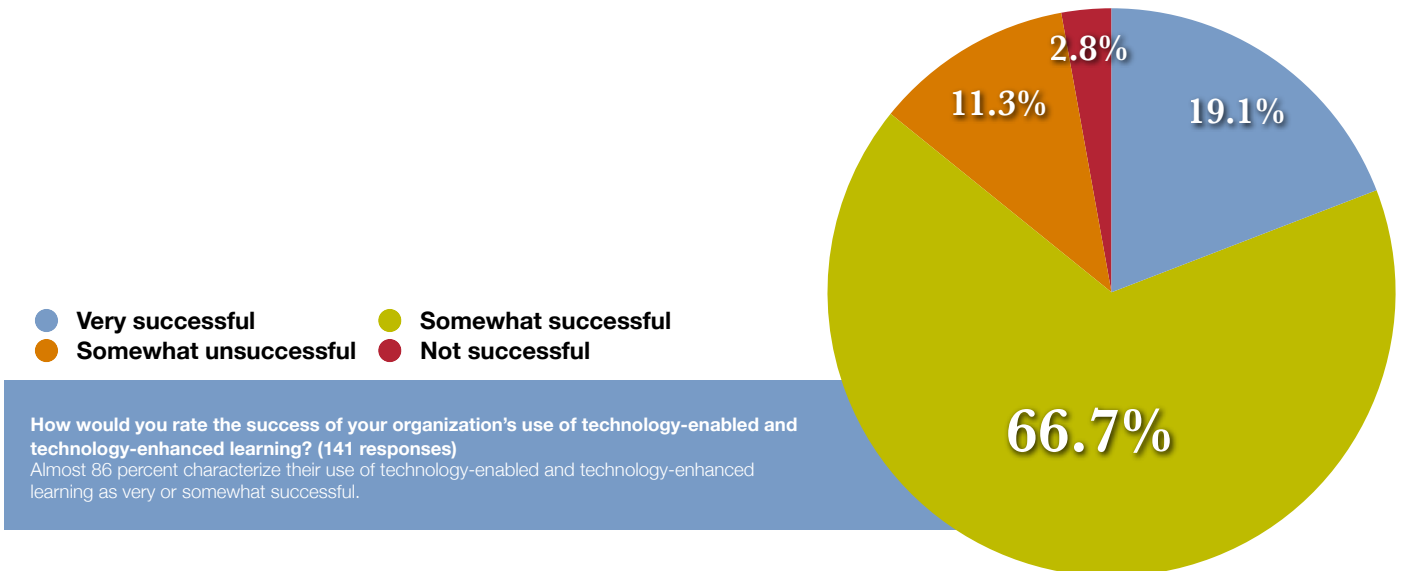 2.8%
11.3%
19.1%
Very successful
Somewhat successful
Somewhat unsuccessful
Not successful
66.7%
How would you rate the success of your organization’s use of technology-enabled and
technology-enhanced learning? (141 responses)
Almost 86 percent characterize their use of technology-enabled and technology-enhanced
learning as very or somewhat successful.